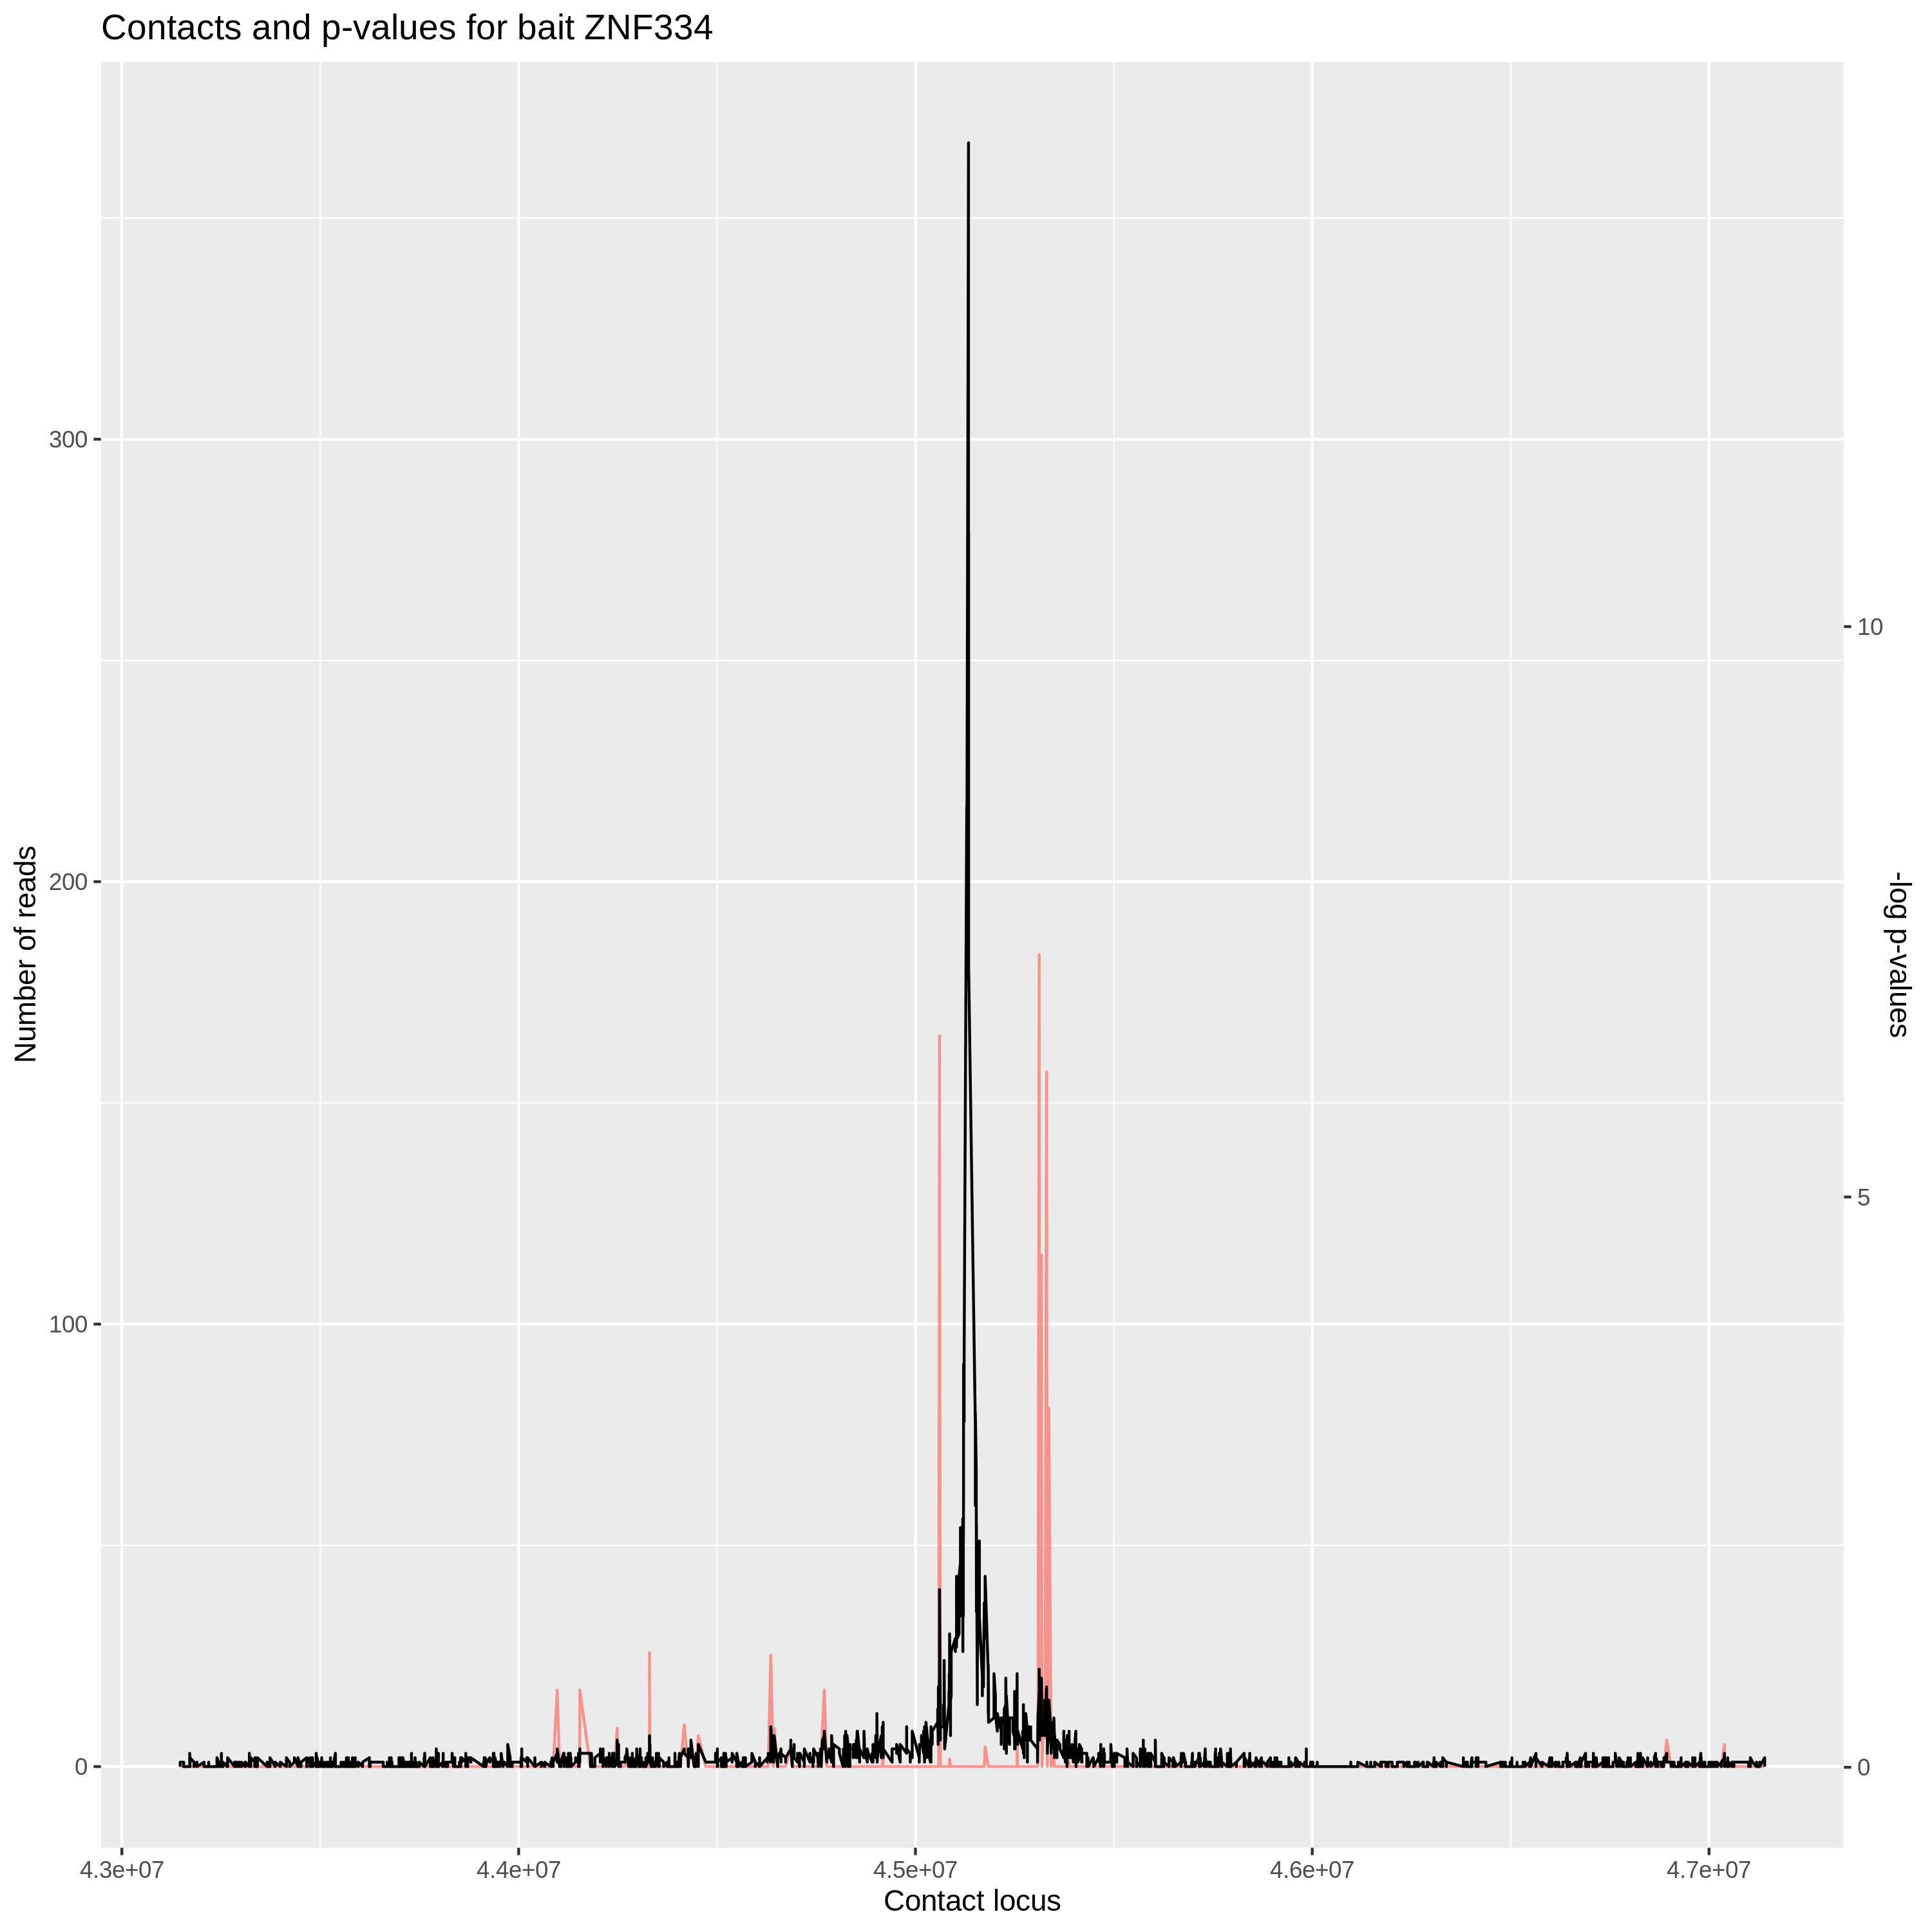 Contacts and p-values for bait ZNF334
300
200
100
0
Number of reads
10
5
0
-log p-values
4.3e+07
4.4e+07
4.5e+07
4.6e+07
4.7e+07
Contact locus